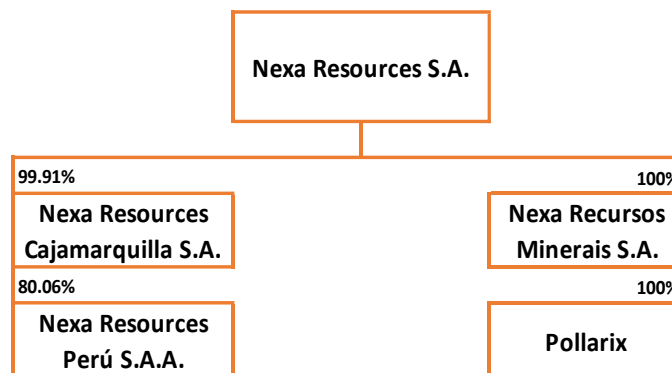 Nexa Resources S.A.
99.91%
100%
Nexa Resources
Cajamarquilla S.A.
Nexa Recursos
Minerais S.A.
80.06%
100%
Nexa Resources
Perú S.A.A.
Pollarix